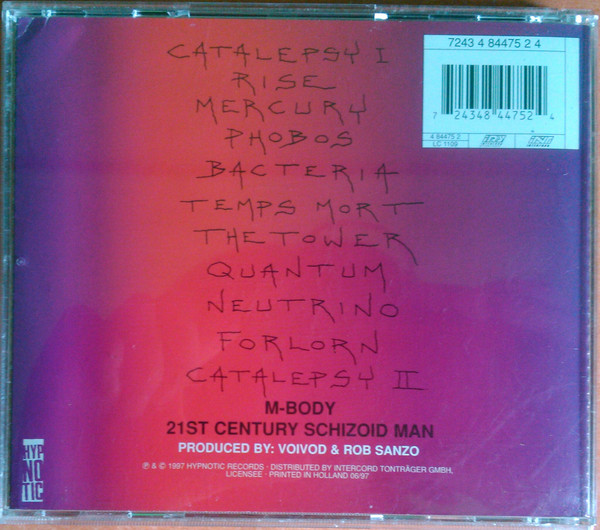 7243 4 84475 2 4
7 24348 44752 4
4 84475 2
LC 1109
CATALEPSY I
RISE
MERCURY
PHOBOS
BACTERIA
TEMPS MORT
THE TOWER
QUANTUM
NEUTRINO
FORLORN
CATALEPSY II
M-BODY
21ST CENTURY SCHIZOID MAN
PRODUCED BY: VOIVOD & ROB SANZO
HYP
NO
TIC
℗ & © 1997 HYPNOTIC RECORDS · DISTRIBUTED BY INTERCORD TONTRÄGER GMBH.
LICENSEE · PRINTED IN HOLLAND 06/97